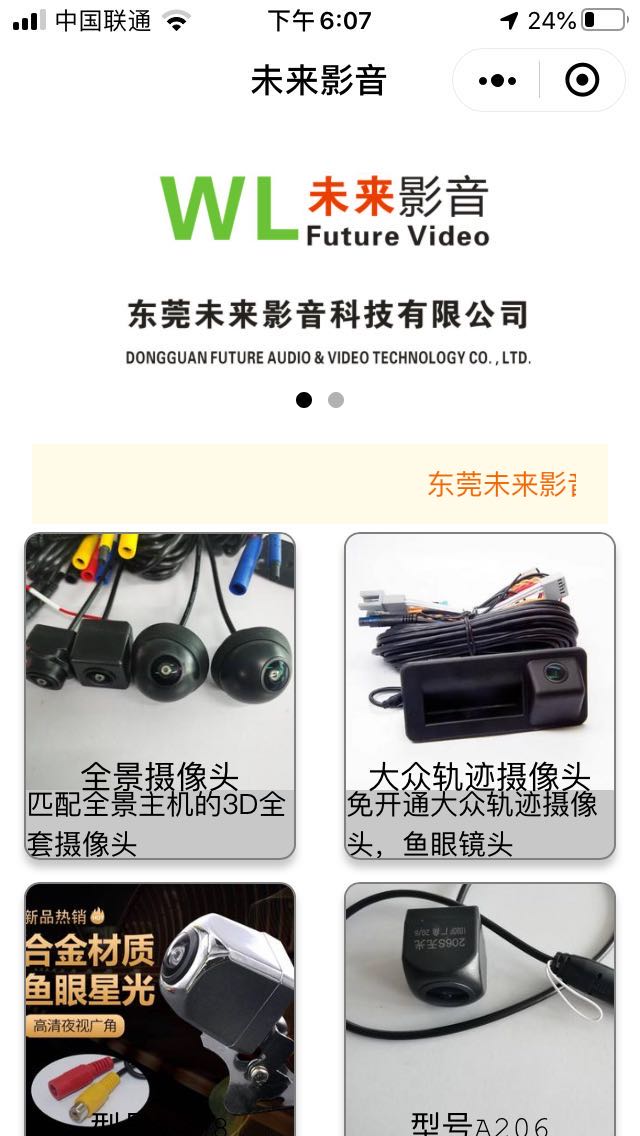 中国联通
下午6:07
24%
未来影音
WL
未来影音
Future Video
东莞未来影音科技有限公司
DONGGUAN FUTURE AUDIO & VIDEO TECHNOLOGY CO. , LTD.
东莞未来影
全景摄像头
匹配全景主机的3D全
套摄像头
大众轨迹摄像头
免开通大众轨迹摄像
头，鱼眼镜头
新品热销
合金材质
鱼眼星光
高清夜视广角
206S无光
型号A206